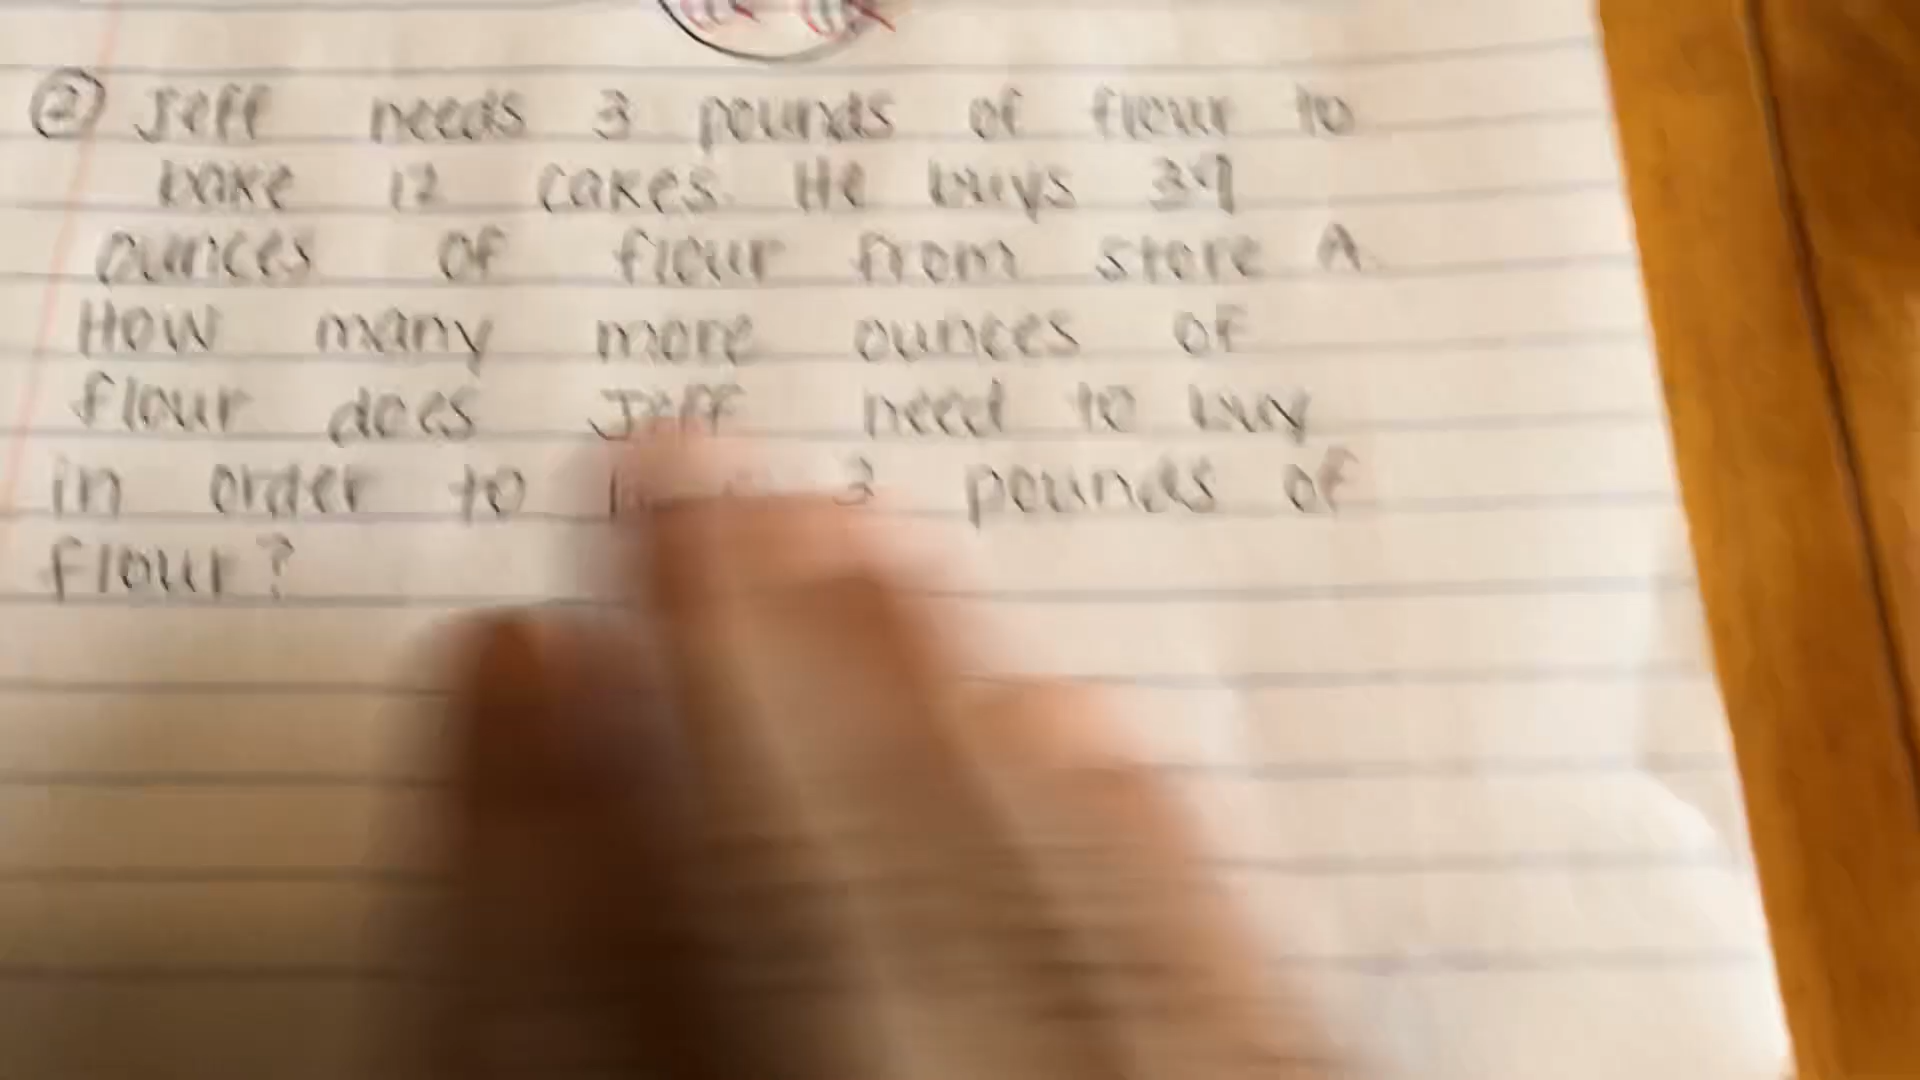 ② Jeff needs 3 pounds of flour to
bake 12 cakes. He buys 39
ounces of flour from store A.
How many more ounces of
flour does Jeff need to buy
in order to 3 pounds of
flour?